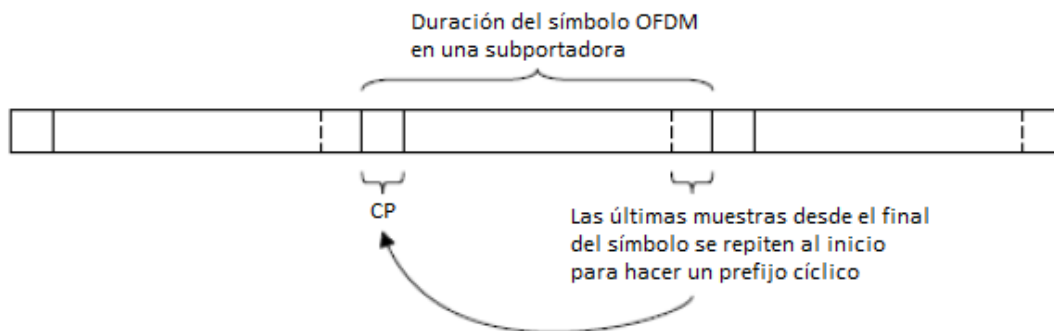 Duración del símbolo OFDM
en una subportadora
CP
Las últimas muestras desde el final
del símbolo se repiten al inicio
para hacer un prefijo cíclico